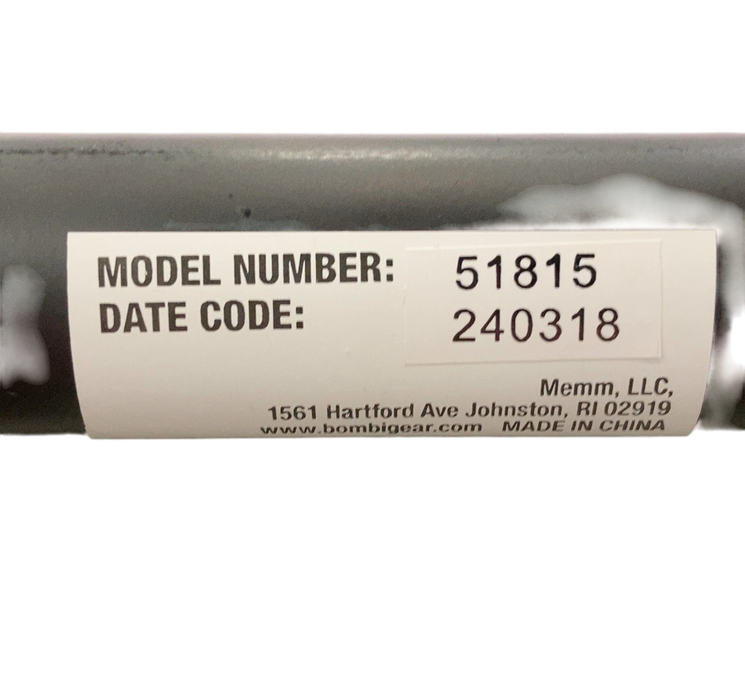 MODEL NUMBER: 51815
DATE CODE: 240318
Memm, LLC,
1561 Hartford Ave Johnston, RI 02919
www.bombigear.com MADE IN CHINA